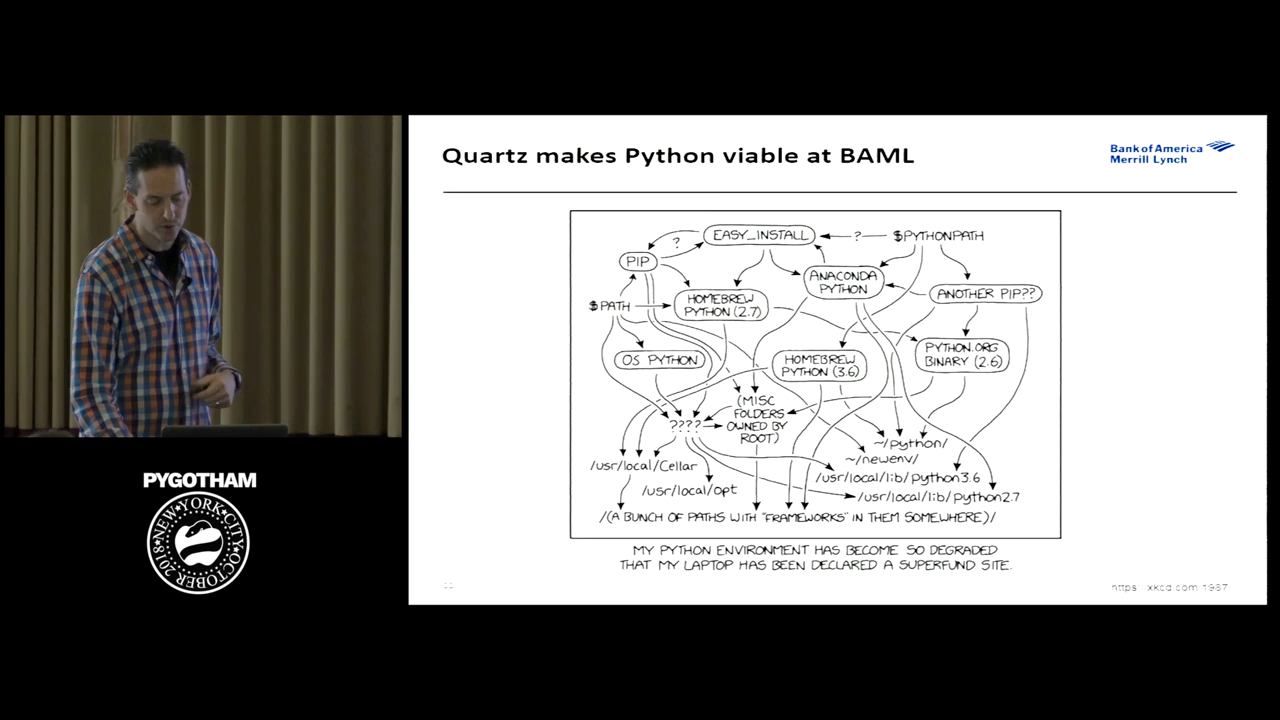 Quartz makes Python viable at BAML
Bank of America
Merrill Lynch
EASY_INSTALL
?
$PYTHONPATH
?
PIP
ANACONDA
PYTHON
ANOTHER PIP??
HOMEBREW
PYTHON (2.7)
$PATH
OS PYTHON
HOMEBREW
PYTHON (3.6)
PYTHON.ORG
BINARY (2.6)
(MISC
FOLDERS
OWNED BY
ROOT)
????
~/python/
~/newenv/
/usr/local/Cellar
/usr/local/lib/python3.6
/usr/local/opt
/usr/local/lib/python2.7
/(A BUNCH OF PATHS WITH "FRAMEWORKS" IN THEM SOMEWHERE)/
MY PYTHON ENVIRONMENT HAS BECOME SO DEGRADED
THAT MY LAPTOP HAS BEEN DECLARED A SUPERFUND SITE.
PYGOTHAM
NEW·YORK·CITY·OCTOBER 2018